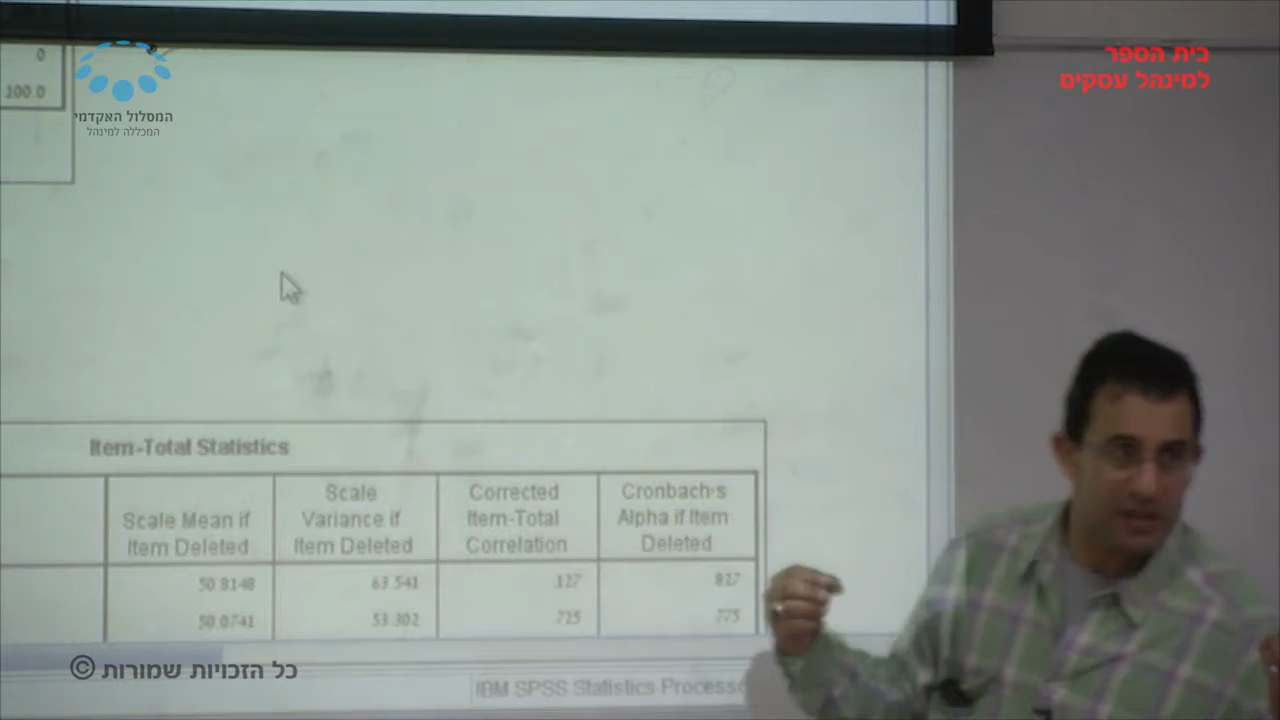 בית הספר
למינהל עסקים
המסלול האקדמי
המכללה למינהל
0
100.0
Item-Total Statistics
Scale Mean if Item Deleted
Scale Variance if Item Deleted
Corrected Item-Total Correlation
Cronbach's Alpha if Item Deleted
50.8148 63.541 .127 .827
50.0741 53.302 .715 .775
כל הזכויות שמורות ©
IBM SPSS Statistics